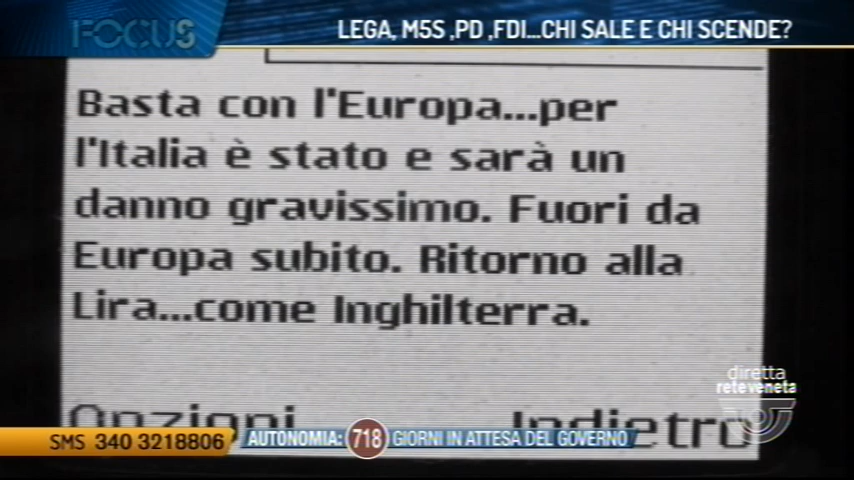 FOCUS
LEGA, M5S ,PD ,FDI...CHI SALE E CHI SCENDE?
Basta con l'Europa...per
l'Italia è stato e sarà un
danno gravissimo. Fuori da
Europa subito. Ritorno alla
Lira...come Inghilterra.
Opzioni Indietro
diretta
reteveneta
SMS 340 3218806
AUTONOMIA: 718 GIORNI IN ATTESA DEL GOVERNO